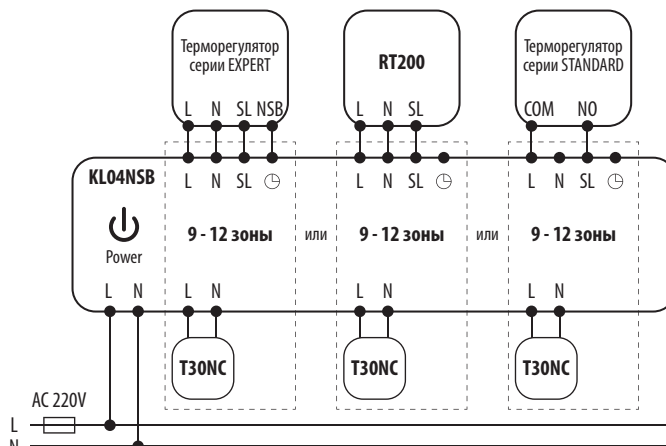 Терморегулятор
серии EXPERT
RT200
Терморегулятор
серии STANDARD
L N SL NSB
L N SL
COM NO
KL04NSB
L N SL
L N SL
L N SL
Power
9 - 12 зоны
или
9 - 12 зоны
или
9 - 12 зоны
L N
L N
L N
L N
T30NC
T30NC
T30NC
AC 220V
L
N